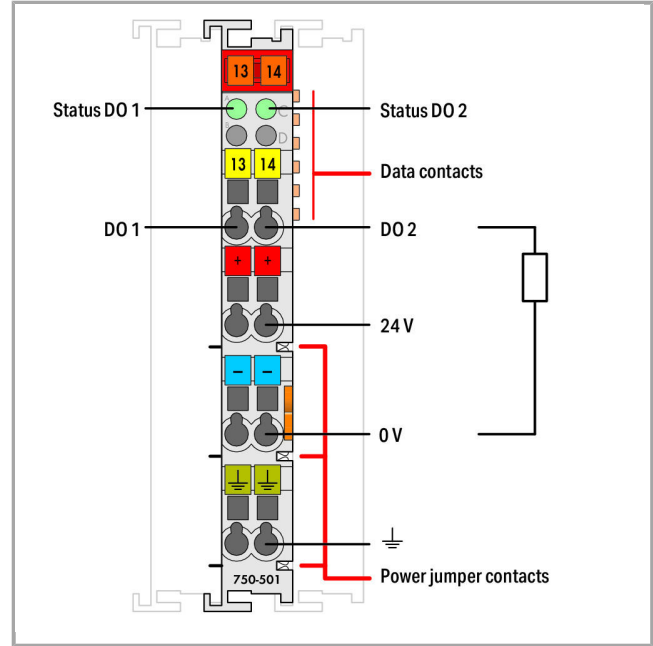 13 14
A C
Status DO 1
Status DO 2
B D
13 14
Data contacts
DO 1
DO 2
+ +
24 V
- -
0 V
750-501
Power jumper contacts